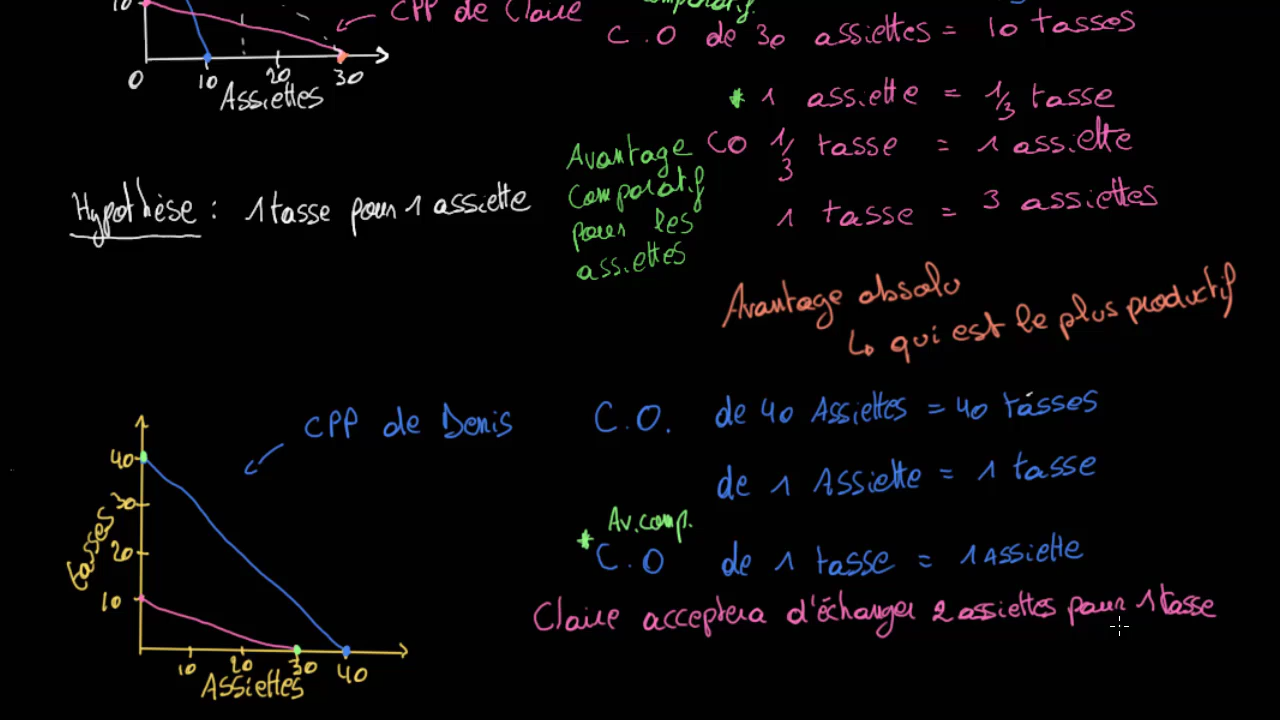 10
CPP de Claire
0 10 20 30
Assiettes
comparatif.
C.O de 30 assiettes = 10 tasses
* 1 assiette = 1/3 tasse
CO 1/3 tasse = 1 assiette
1 tasse = 3 assiettes
Avantage
Comparatif
pour les
assiettes
Hypothèse : 1 tasse pour 1 assiette
Avantage absolu
↳ qui est le plus productif
CPP de Denis
40
30
20
10
tasses
10 20 30 40
Assiettes
C.O. de 40 Assiettes = 40 tasses
de 1 Assiette = 1 tasse
* Av.comp.
C.O de 1 tasse = 1 Assiette
Claire acceptera d'échanger 2 assiettes pour 1 tasse